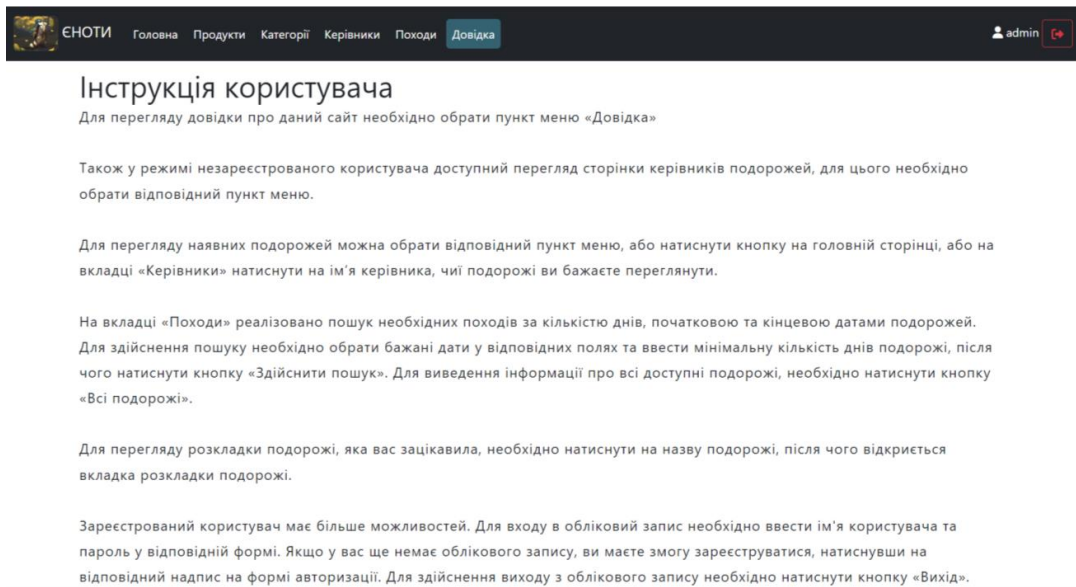 ЄНОТИ Головна Продукти Категорії Керівники Походи Довідка admin
Інструкція користувача
Для перегляду довідки про даний сайт необхідно обрати пункт меню «Довідка»
Також у режимі незареєстрованого користувача доступний перегляд сторінки керівників подорожей, для цього необхідно
обрати відповідний пункт меню.
Для перегляду наявних подорожей можна обрати відповідний пункт меню, або натиснути кнопку на головній сторінці, або на
вкладці «Керівники» натиснути на ім’я керівника, чиї подорожі ви бажаєте переглянути.
На вкладці «Походи» реалізовано пошук необхідних походів за кількістю днів, початковою та кінцевою датами подорожей.
Для здійснення пошуку необхідно обрати бажані дати у відповідних полях та ввести мінімальну кількість днів подорожі, після
чого натиснути кнопку «Здійснити пошук». Для виведення інформації про всі доступні подорожі, необхідно натиснути кнопку
«Всі подорожі».
Для перегляду розкладки подорожі, яка вас зацікавила, необхідно натиснути на назву подорожі, після чого відкриється
вкладка розкладки подорожі.
Зареєстрований користувач має більше можливостей. Для входу в обліковий запис необхідно ввести ім'я користувача та
пароль у відповідній формі. Якщо у вас ще немає облікового запису, ви маєте змогу зареєструватися, натиснувши на
відповідний надпис на формі авторизації. Для здійснення виходу з облікового запису необхідно натиснути кнопку «Вихід».